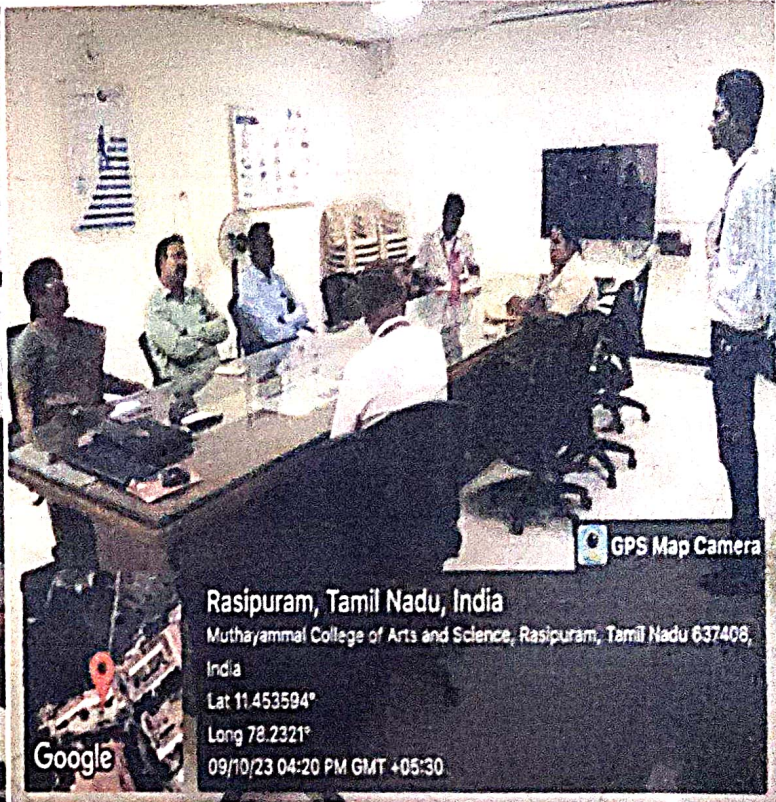 GPS Map Camera
Rasipuram, Tamil Nadu, India
Muthayammal College of Arts and Science, Rasipuram, Tamil Nadu 637408,
India
Lat 11.453594°
Long 78.2321°
09/10/23 04:20 PM GMT +05:30
Google